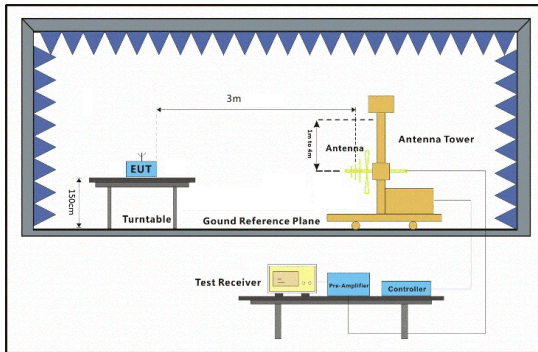 3m
1m to 4m
Antenna
Antenna Tower
EUT
150cm
Turntable
Gound Reference Plane
Test Receiver
Pre-Amplifier
Controller